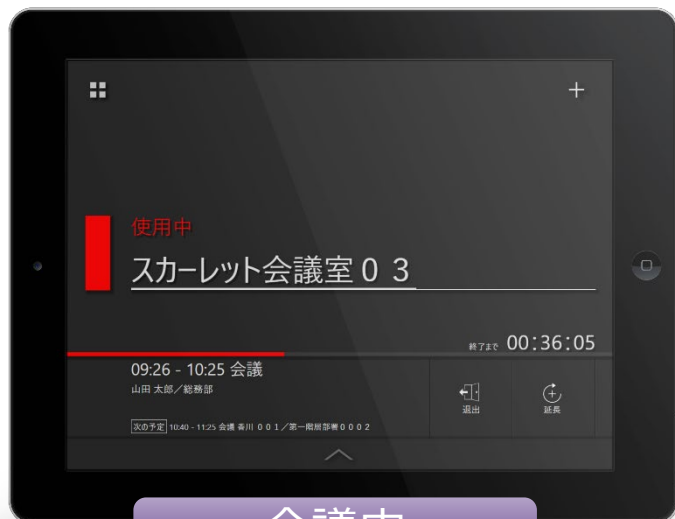 使用中
スカーレット会議室０３
終了まで 00:36:05
09:26 - 10:25 会議
山田 太郎／総務部
退出
延長
次の予定 10:40 - 11:25 会議 香川 ００１／第一階層部署０００２
会議中